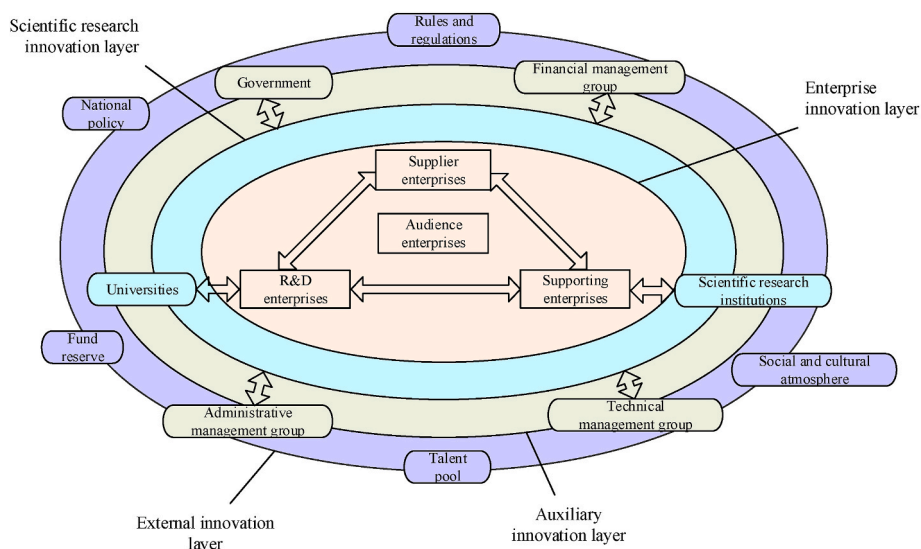 Scientific research
innovation layer
Rules and
regulations
Government
Financial management
group
National
policy
Enterprise
innovation layer
Supplier
enterprises
Audience
enterprises
Universities
R&D
enterprises
Supporting
enterprises
Scientific research
institutions
Fund
reserve
Social and cultural
atmosphere
Administrative
management group
Technical
management group
Talent
pool
External innovation
layer
Auxiliary
innovation layer